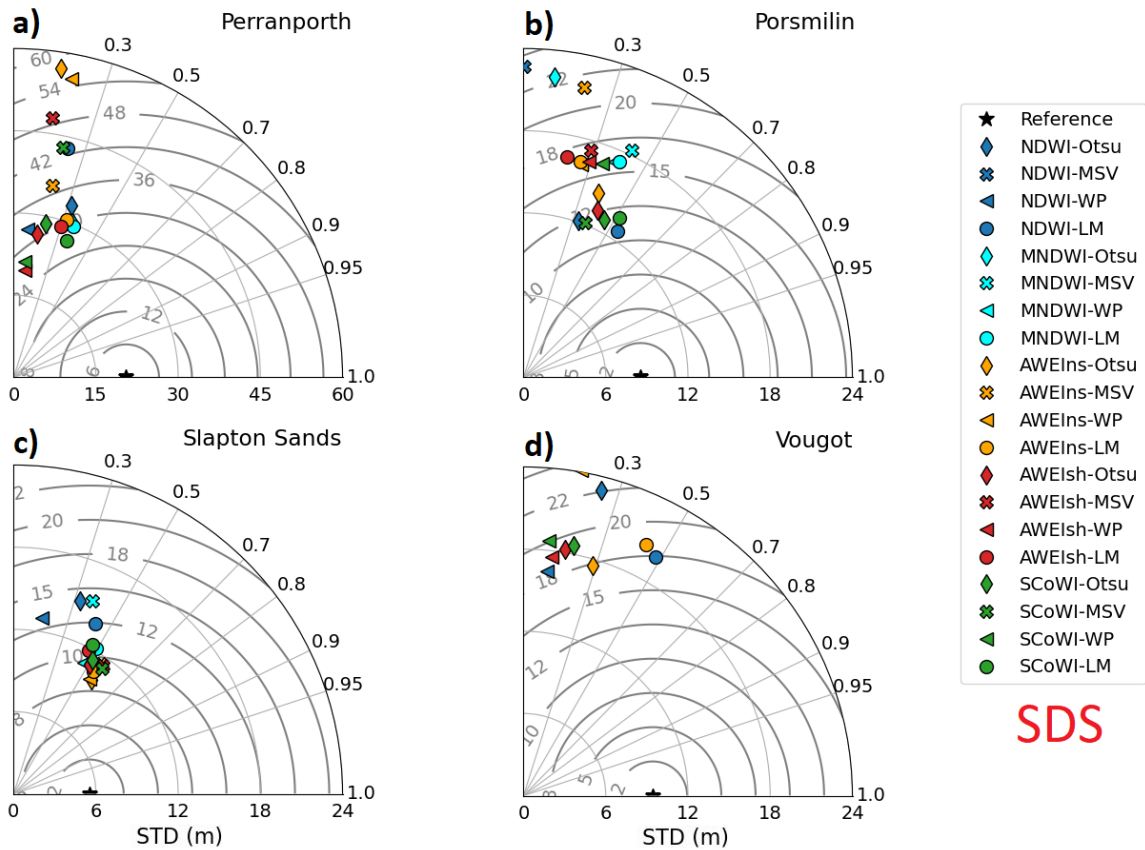 a)
Perranporth
0.3
0.5
0.7
0.8
0.9
0.95
1.0
60
54
48
42
36
24
12
6
0
15
30
45
60
b)
Porsmilin
0.3
0.5
0.7
0.8
0.9
0.95
1.0
22
20
18
15
12
10
5
2
0
6
12
18
24
c)
Slapton Sands
0.3
0.5
0.7
0.8
0.9
0.95
1.0
2
20
18
15
12
10
8
2
0
6
12
18
24
STD (m)
d)
Vougot
0.3
0.5
0.7
0.8
0.9
0.95
1.0
22
20
18
15
12
10
5
2
0
6
12
18
24
STD (m)
Reference
NDWI-Otsu
NDWI-MSV
NDWI-WP
NDWI-LM
MNDWI-Otsu
MNDWI-MSV
MNDWI-WP
MNDWI-LM
AWEIns-Otsu
AWEIns-MSV
AWEIns-WP
AWEIns-LM
AWEIsh-Otsu
AWEIsh-MSV
AWEIsh-WP
AWEIsh-LM
SCoWI-Otsu
SCoWI-MSV
SCoWI-WP
SCoWI-LM
SDS